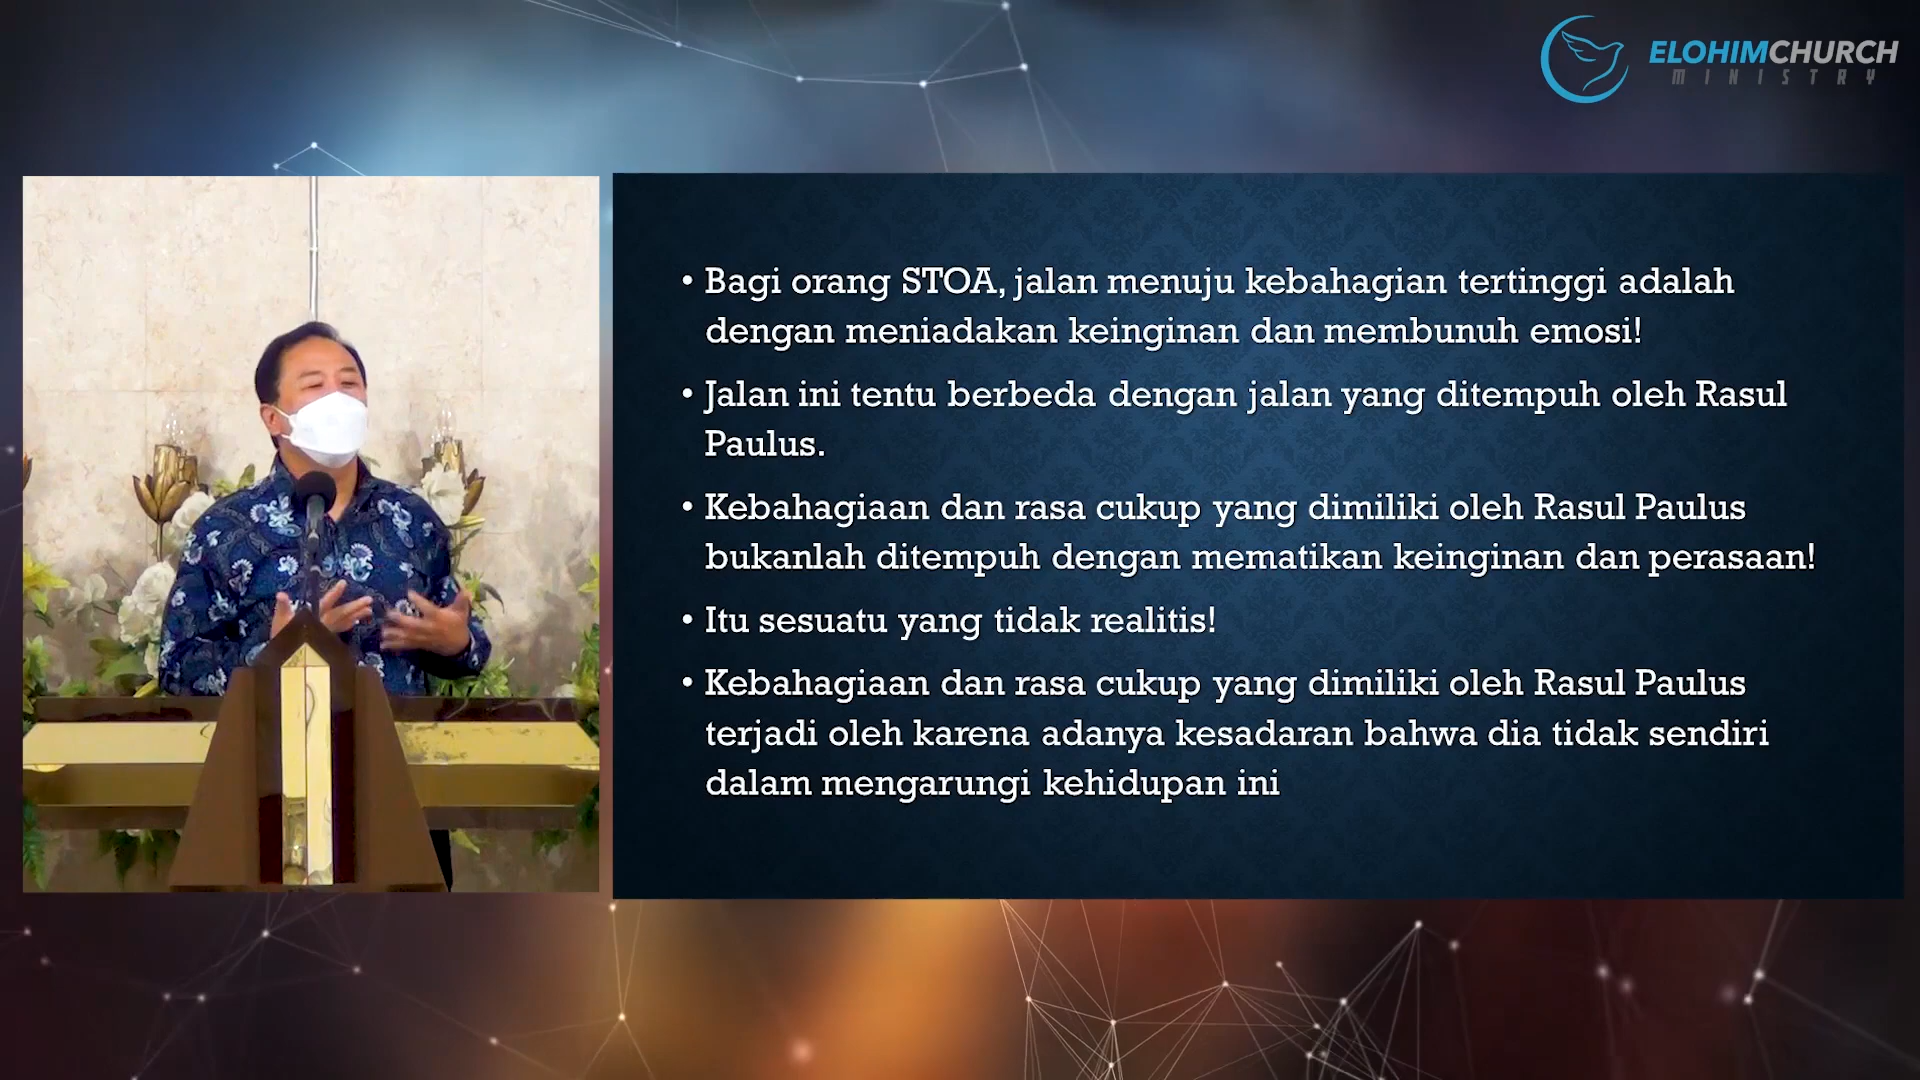 ELOHIMCHURCH
MINISTRY
• Bagi orang STOA, jalan menuju kebahagian tertinggi adalah
dengan meniadakan keinginan dan membunuh emosi!
• Jalan ini tentu berbeda dengan jalan yang ditempuh oleh Rasul
Paulus.
• Kebahagiaan dan rasa cukup yang dimiliki oleh Rasul Paulus
bukanlah ditempuh dengan mematikan keinginan dan perasaan!
• Itu sesuatu yang tidak realitis!
• Kebahagiaan dan rasa cukup yang dimiliki oleh Rasul Paulus
terjadi oleh karena adanya kesadaran bahwa dia tidak sendiri
dalam mengarungi kehidupan ini